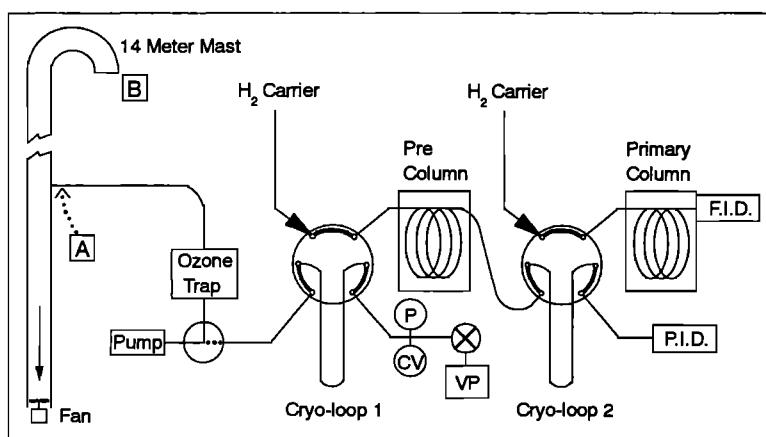 14 Meter Mast
B
H2 Carrier
H2 Carrier
Pre
Column
Primary
Column
F.I.D.
A
Ozone
Trap
Pump
P
CV
VP
P.I.D.
Fan
Cryo-loop 1
Cryo-loop 2